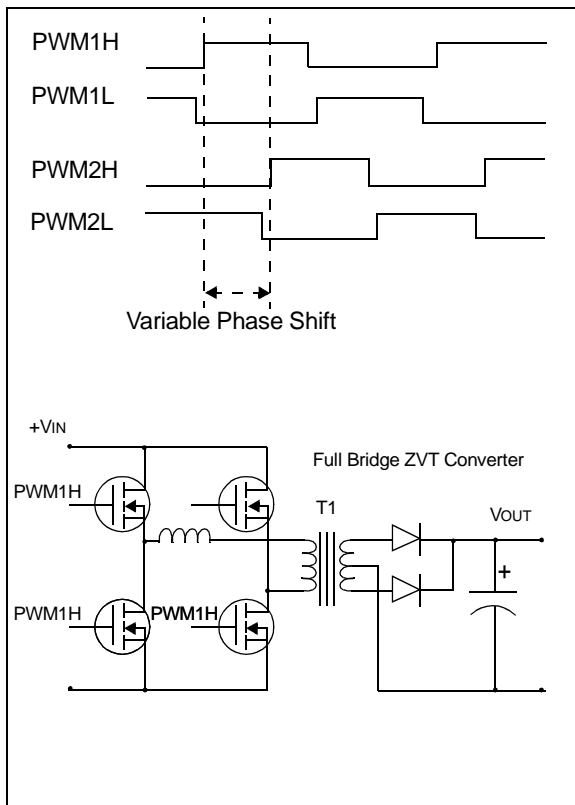 PWM1H
PWM1L
PWM2H
PWM2L
Variable Phase Shift
+VIN
Full Bridge ZVT Converter
PWM1H
T1
VOUT
+
PWM1H
PWM1H